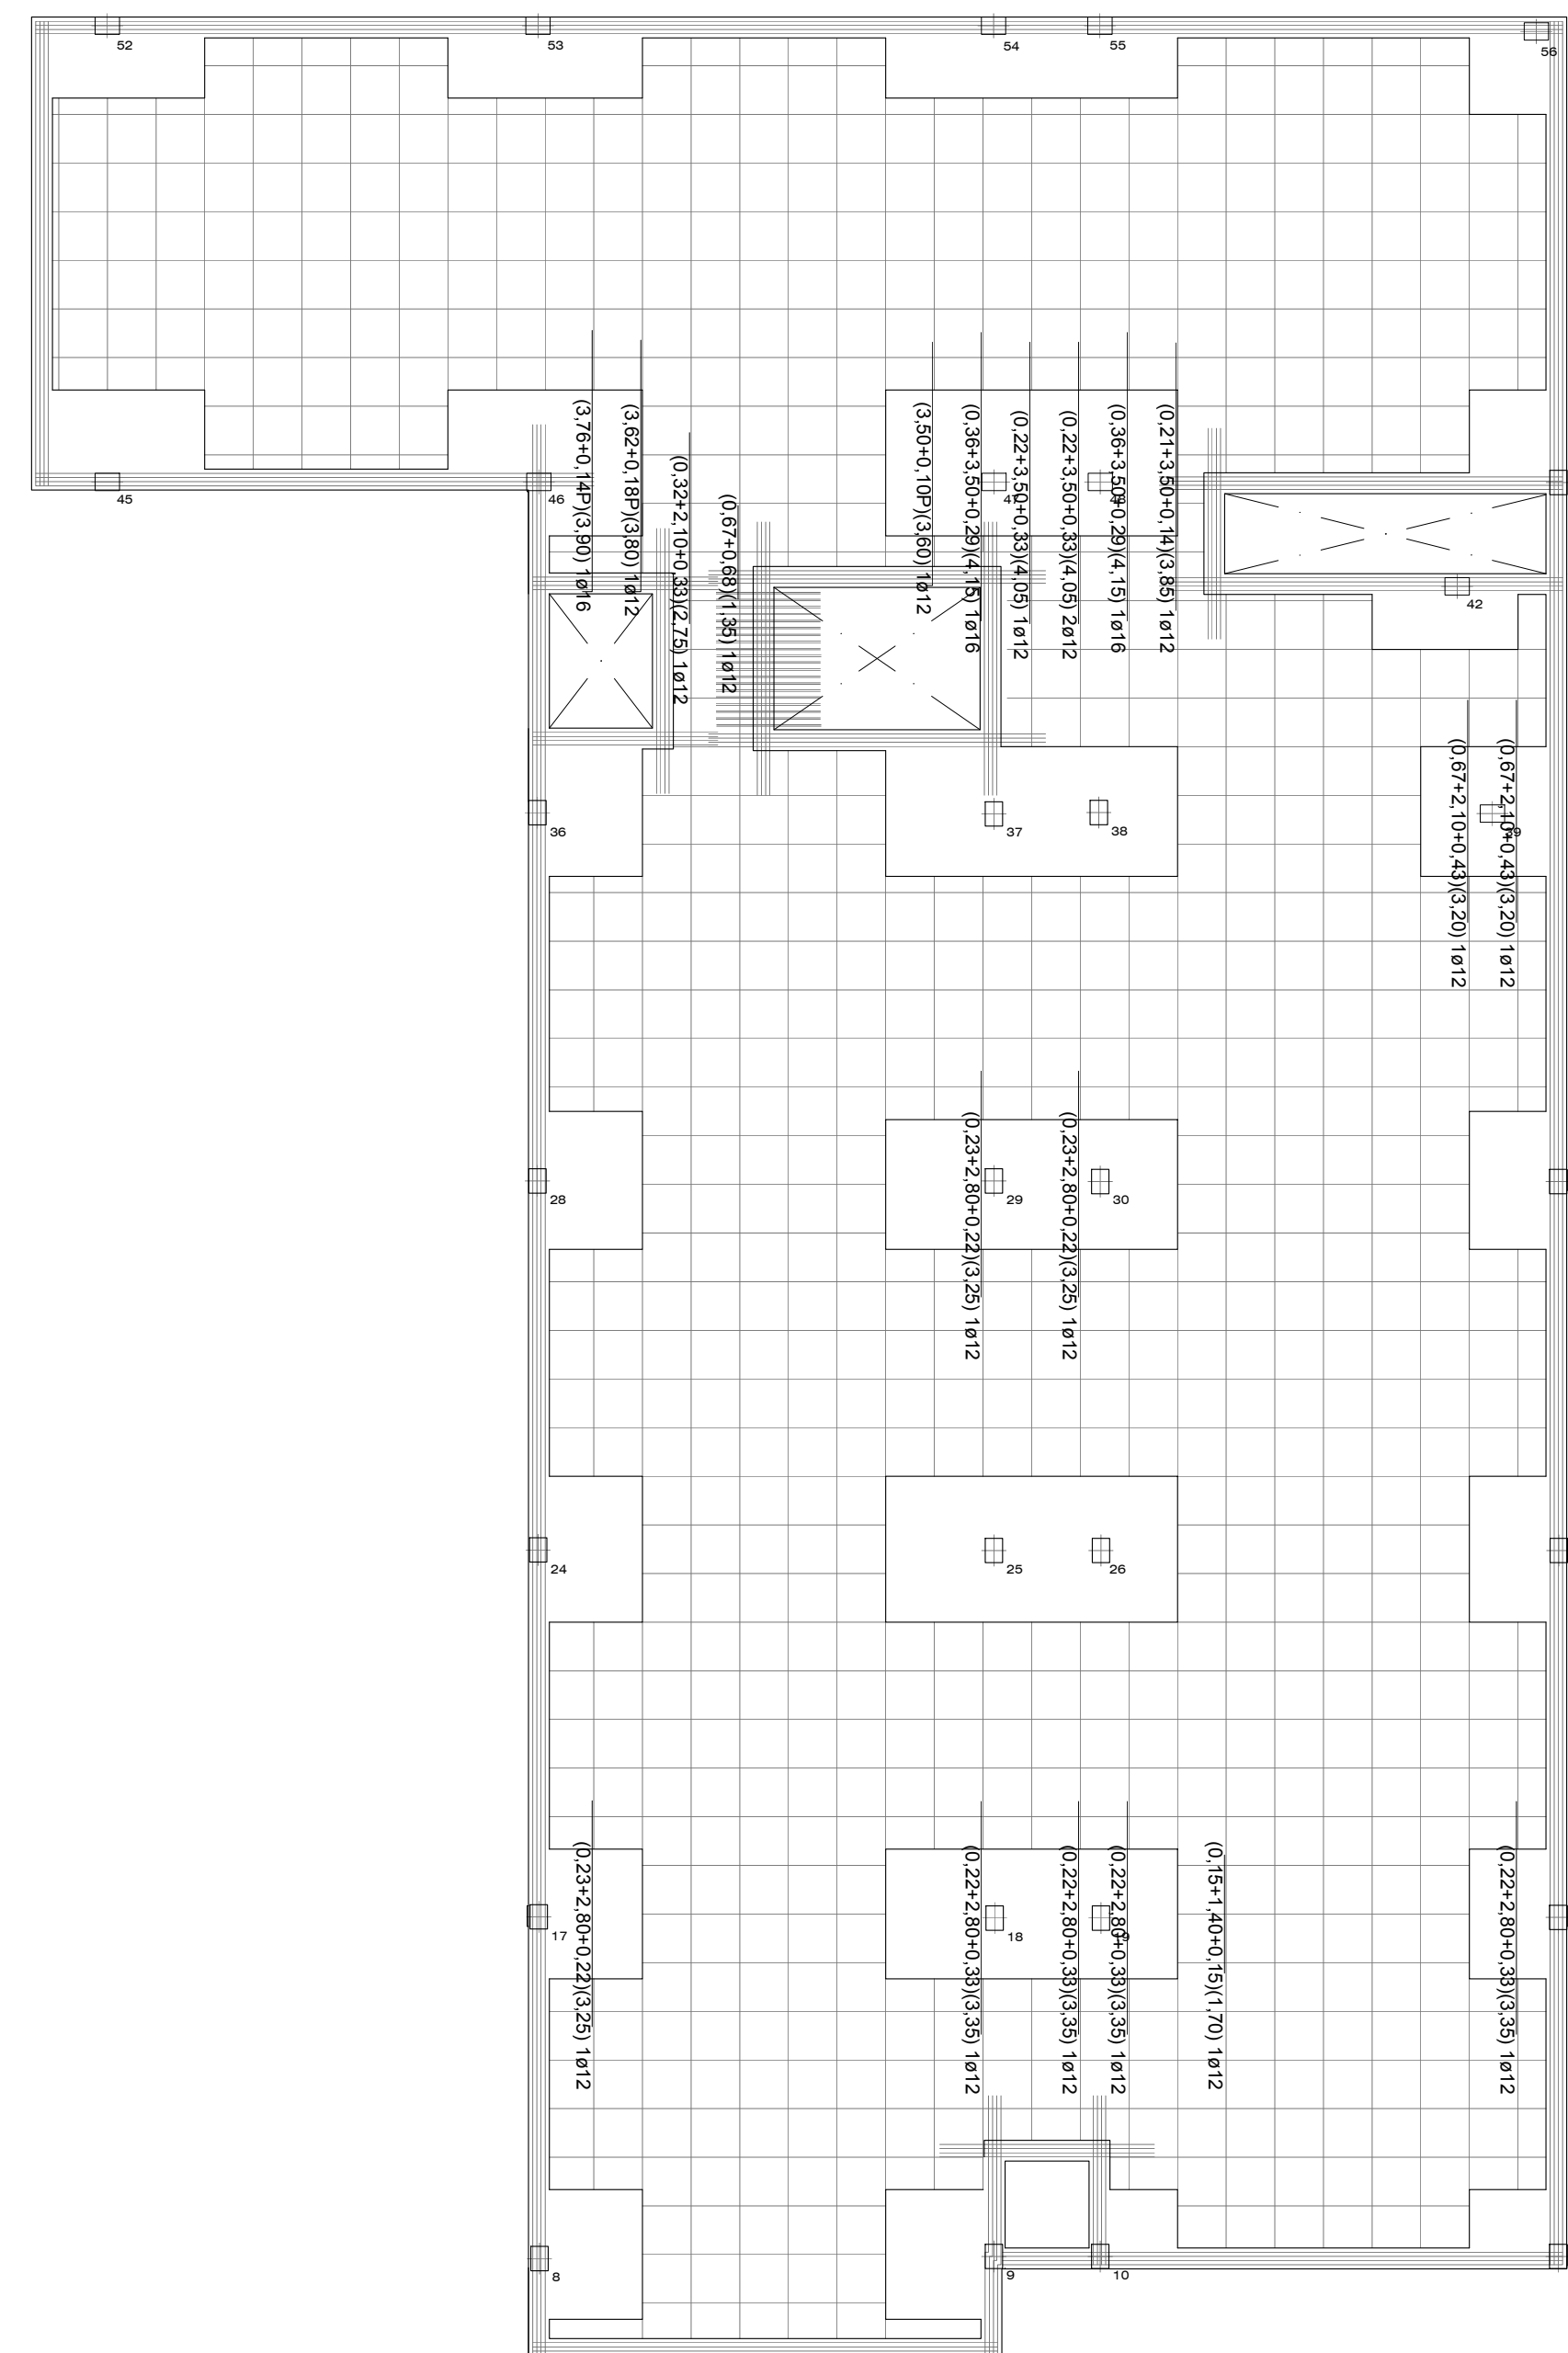 52
53
54
55
56
(3,76+0,14P)(3,90) 1ø16
(3,62+0,18P)(3,80) 1ø12
(0,32+2,10+0,33)(2,75) 1ø12
(0,67+0,68)(1,35) 1ø12
(3,50+0,10P)(3,60) 1ø12
(0,36+3,50+0,29)(4,15) 1ø16
(0,22+3,50+0,33)(4,05) 1ø12
(0,22+3,50+0,33)(4,05) 2ø12
(0,36+3,50+0,29)(4,15) 1ø16
(0,21+3,50+0,14)(3,85) 1ø12
45
46
42
(0,67+2,10+0,43)(3,20) 1ø12
(0,67+2,10+0,43)(3,20) 1ø12
36
37
38
(0,23+2,80+0,22)(3,25) 1ø12
(0,23+2,80+0,22)(3,25) 1ø12
28
29
30
24
25
26
(0,23+2,80+0,22)(3,25) 1ø12
(0,22+2,80+0,33)(3,35) 1ø12
(0,22+2,80+0,33)(3,35) 1ø12
(0,22+2,80+0,33)(3,35) 1ø12
(0,15+1,40+0,15)(1,70) 1ø12
(0,22+2,80+0,33)(3,35) 1ø12
17
18
8
9
10